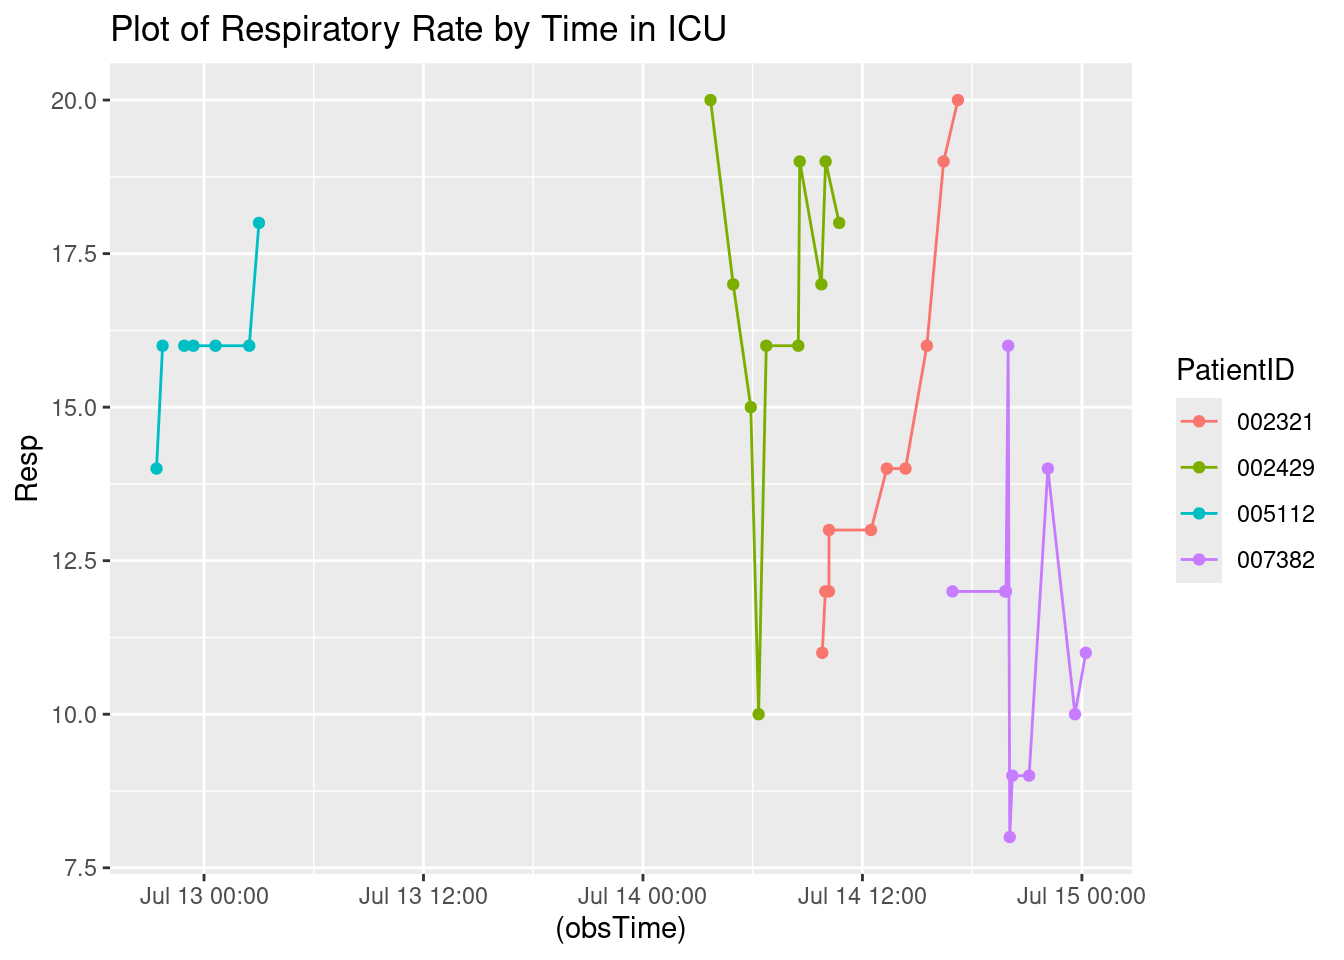 Plot of Respiratory Rate by Time in ICU
20.0
17.5
15.0
12.5
10.0
7.5
Resp
Jul 13 00:00 Jul 13 12:00 Jul 14 00:00 Jul 14 12:00 Jul 15 00:00
(obsTime)
PatientID
002321
002429
005112
007382